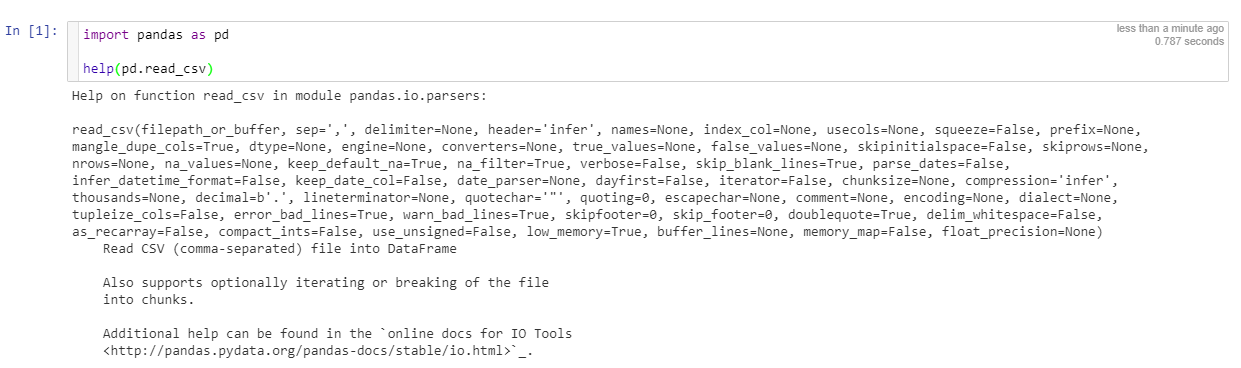 In [1]:
import pandas as pd
less than a minute ago
0.787 seconds
help(pd.read_csv)
Help on function read_csv in module pandas.io.parsers:
read_csv(filepath_or_buffer, sep=',', delimiter=None, header='infer', names=None, index_col=None, usecols=None, squeeze=False, prefix=None,
mangle_dupe_cols=True, dtype=None, engine=None, converters=None, true_values=None, false_values=None, skipinitialspace=False, skiprows=None,
nrows=None, na_values=None, keep_default_na=True, na_filter=True, verbose=False, skip_blank_lines=True, parse_dates=False,
infer_datetime_format=False, keep_date_col=False, date_parser=None, dayfirst=False, iterator=False, chunksize=None, compression='infer',
thousands=None, decimal=b'.', lineterminator=None, quotechar='"', quoting=0, escapechar=None, comment=None, encoding=None, dialect=None,
tupleize_cols=False, error_bad_lines=True, warn_bad_lines=True, skipfooter=0, skip_footer=0, doublequote=True, delim_whitespace=False,
as_recarray=False, compact_ints=False, use_unsigned=False, low_memory=True, buffer_lines=None, memory_map=False, float_precision=None)
Read CSV (comma-separated) file into DataFrame
Also supports optionally iterating or breaking of the file
into chunks.
Additional help can be found in the `online docs for IO Tools
<http://pandas.pydata.org/pandas-docs/stable/io.html>`_.